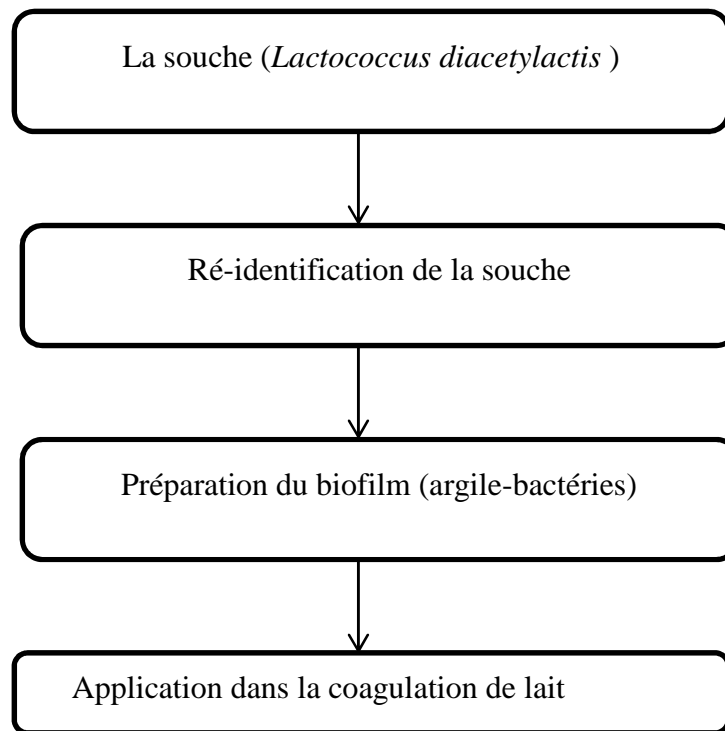 La souche (Lactococcus diacetylactis )
Ré-identification de la souche
Préparation du biofilm (argile-bactéries)
Application dans la coagulation de lait